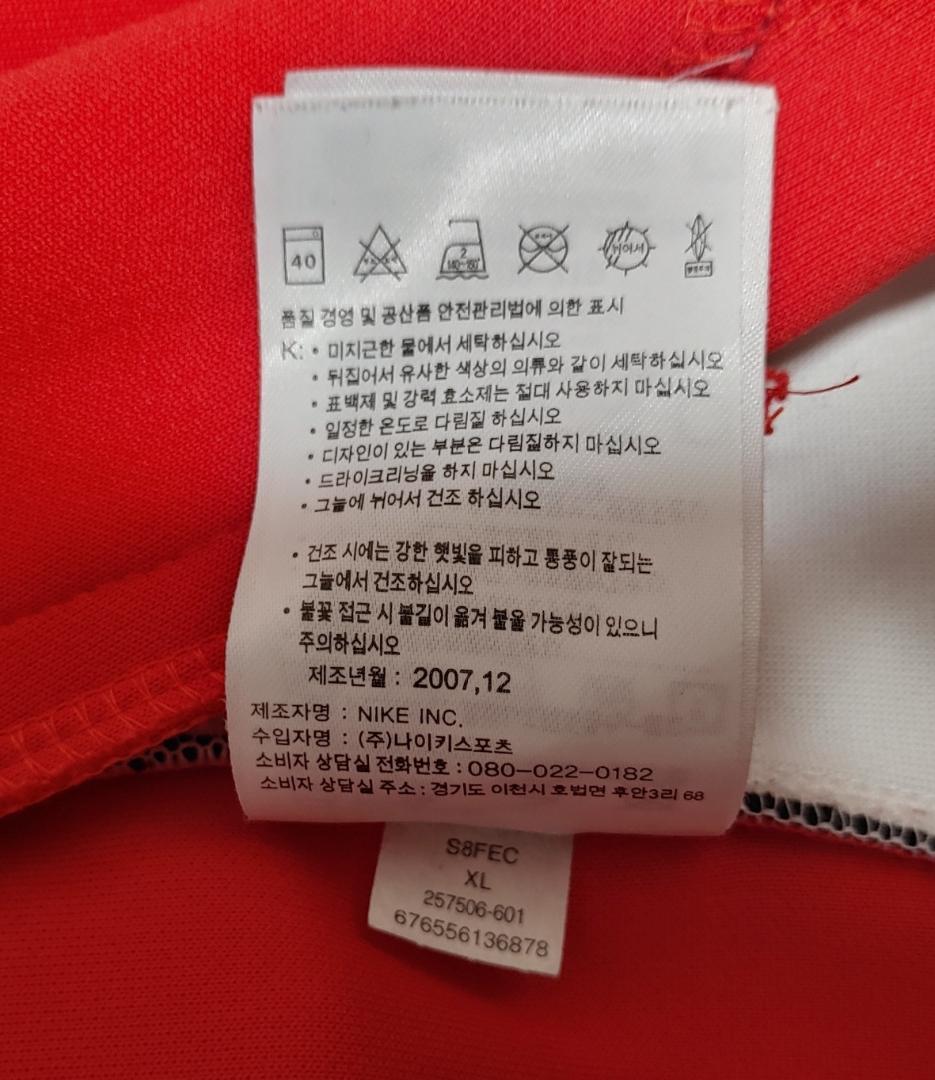 40
2
140~160°
뉘어서
품질 경영 및 공산품 안전관리법에 의한 표시
K: • 미지근한 물에서 세탁하십시오
• 뒤집어서 유사한 색상의 의류와 같이 세탁하십시오
• 표백제 및 강력 효소제는 절대 사용하지 마십시오
• 일정한 온도로 다림질 하십시오
• 디자인이 있는 부분은 다림질하지 마십시오
• 드라이크리닝을 하지 마십시오
• 그늘에 뉘어서 건조 하십시오
• 건조 시에는 강한 햇빛을 피하고 통풍이 잘되는
그늘에서 건조하십시오
• 불꽃 접근 시 불길이 옮겨 붙을 가능성이 있으니
주의하십시오
제조년월 : 2007,12
제조자명 : NIKE INC.
수입자명 : (주)나이키스포츠
소비자 상담실 전화번호 : 080-022-0182
소비자 상담실 주소 : 경기도 이천시 호법면 후안3리 68
S8FEC
XL
257506-601
676556136878